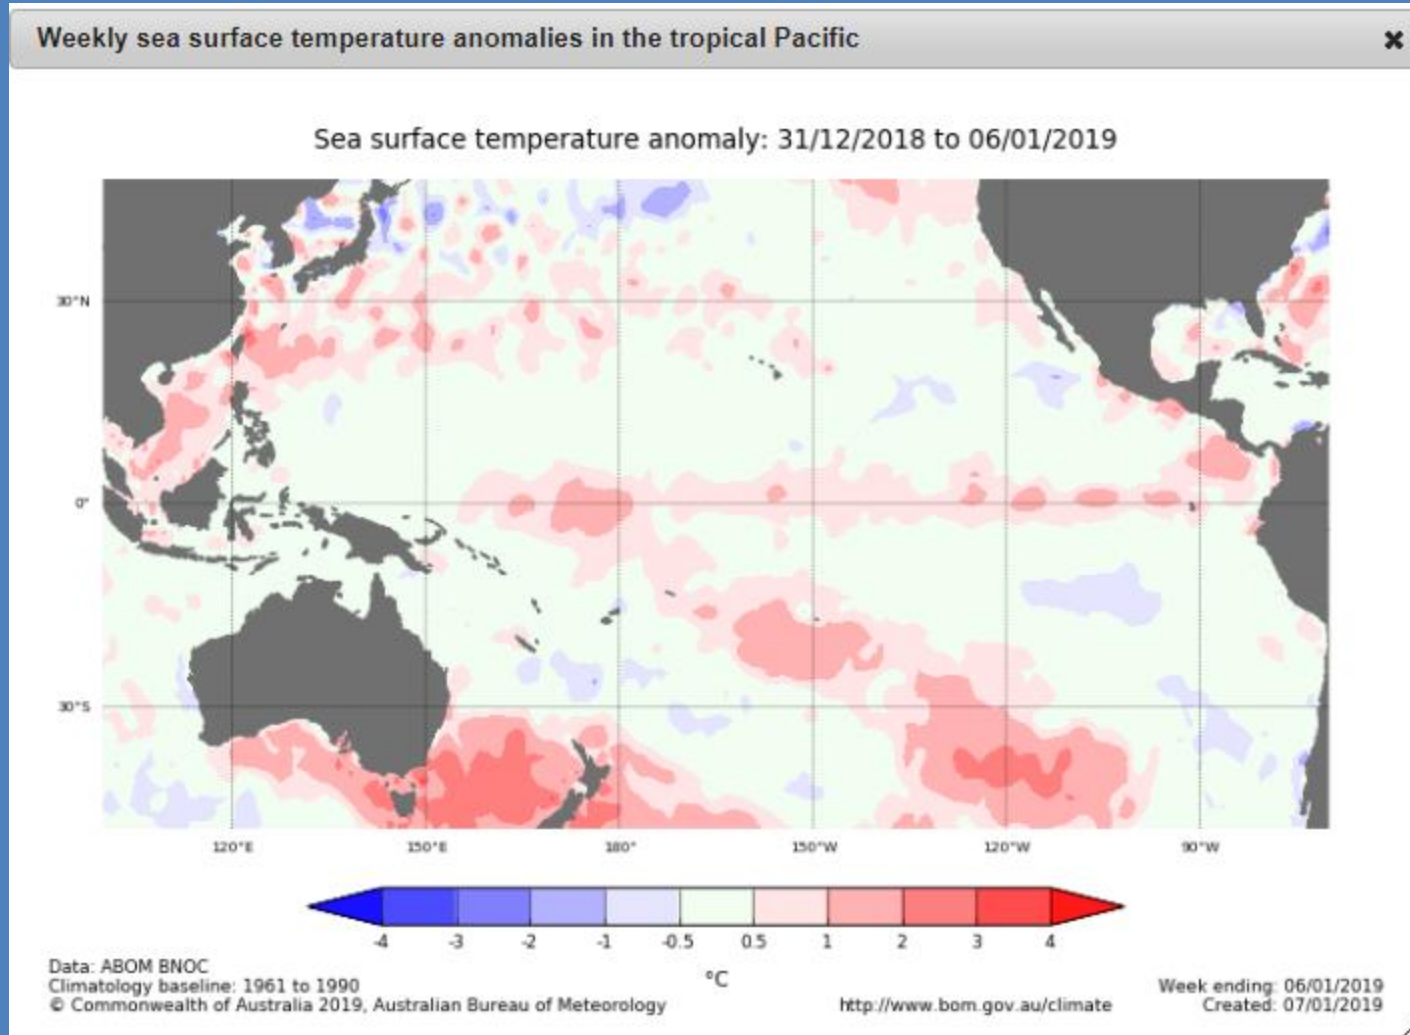 Weekly sea surface temperature anomalies in the tropical Pacific ✖
Sea surface temperature anomaly: 31/12/2018 to 06/01/2019
30°N
0°
30°S
120°E 150°E 180° 150°W 120°W 90°W
-4 -3 -2 -1 -0.5 0.5 1 2 3 4
°C
Data: ABOM BNOC
Climatology baseline: 1961 to 1990
© Commonwealth of Australia 2019, Australian Bureau of Meteorology
http://www.bom.gov.au/climate
Week ending: 06/01/2019
Created: 07/01/2019